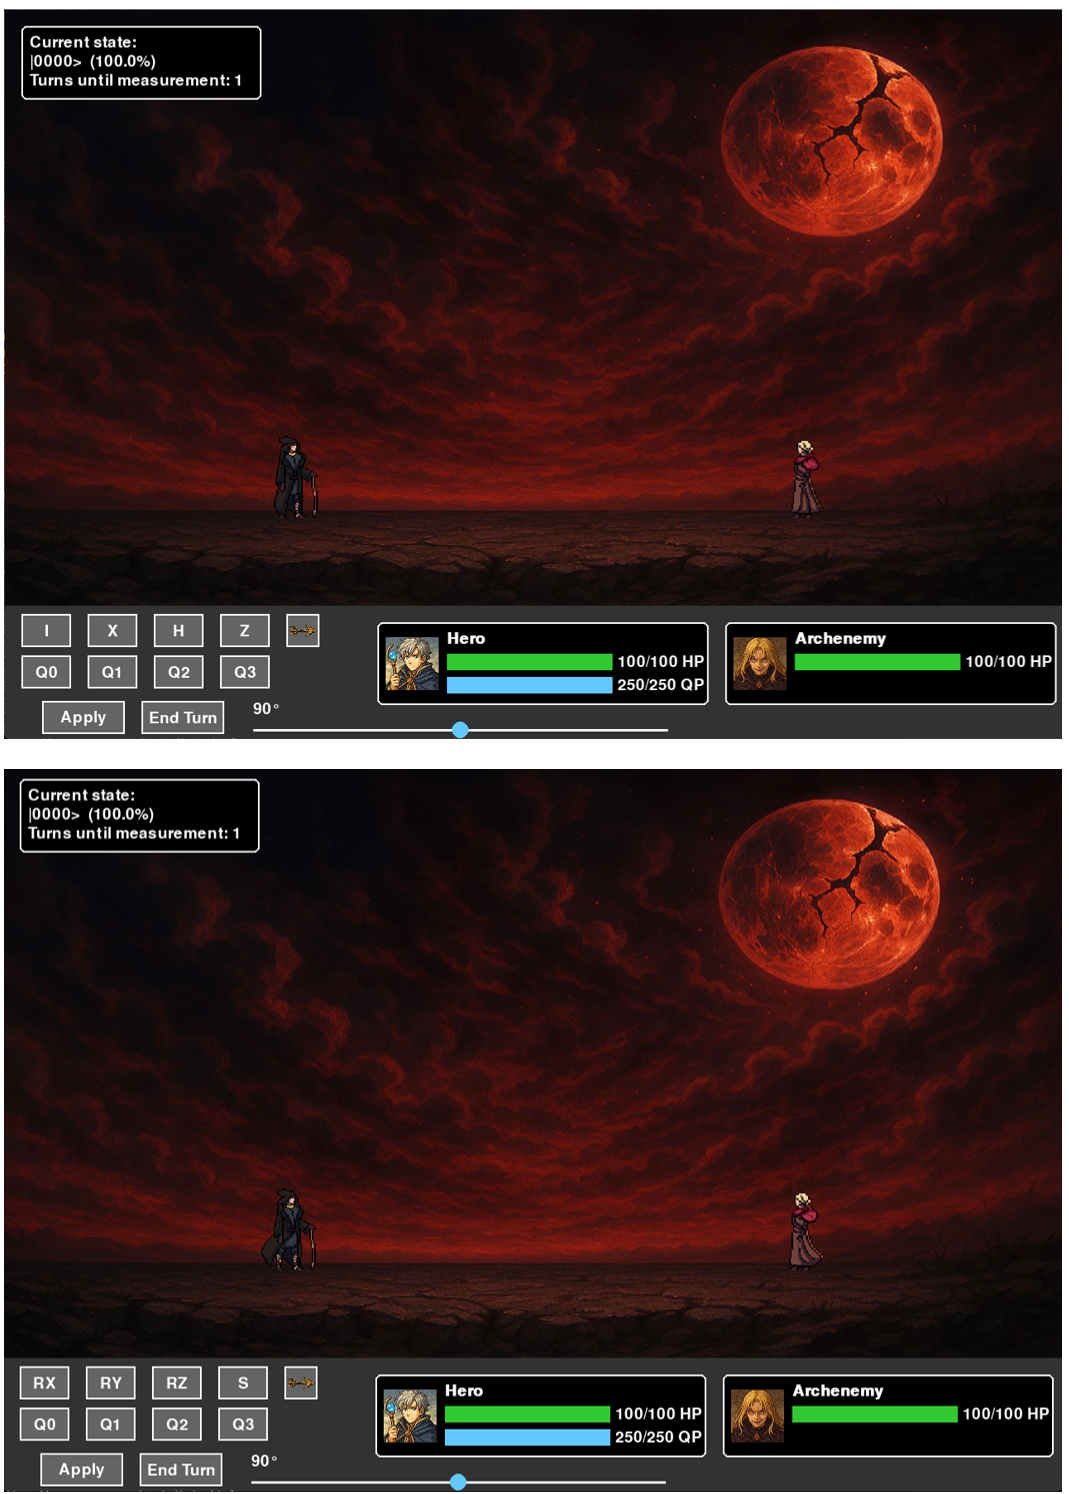 Current state:
|0000> (100.0%)
Turns until measurement: 1
I X H Z
Q0 Q1 Q2 Q3
Apply End Turn
90°
Hero
100/100 HP
250/250 QP
Archenemy
100/100 HP
Current state:
|0000> (100.0%)
Turns until measurement: 1
RX RY RZ S
Q0 Q1 Q2 Q3
Apply End Turn
90°
Hero
100/100 HP
250/250 QP
Archenemy
100/100 HP